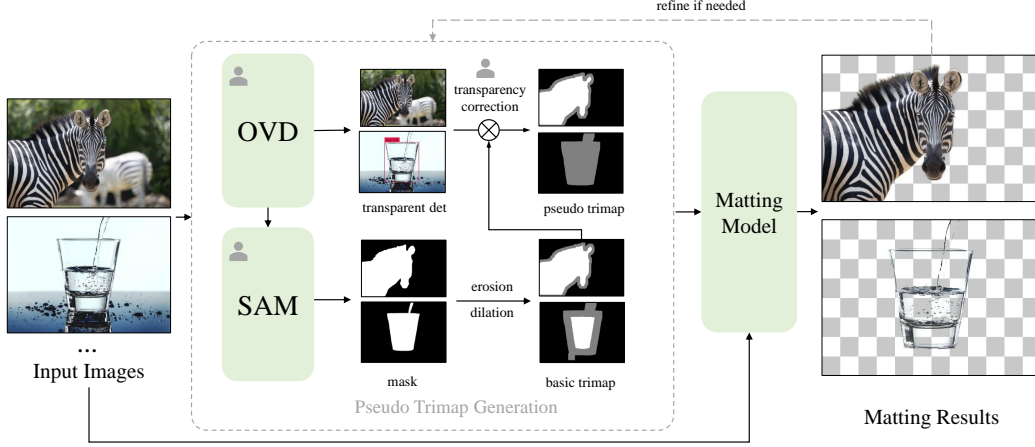 refine if needed
OVD
transparency
correction
transparent det
pseudo trimap
Matting
Model
SAM
erosion
dilation
...
Input Images
mask
basic trimap
Pseudo Trimap Generation
Matting Results